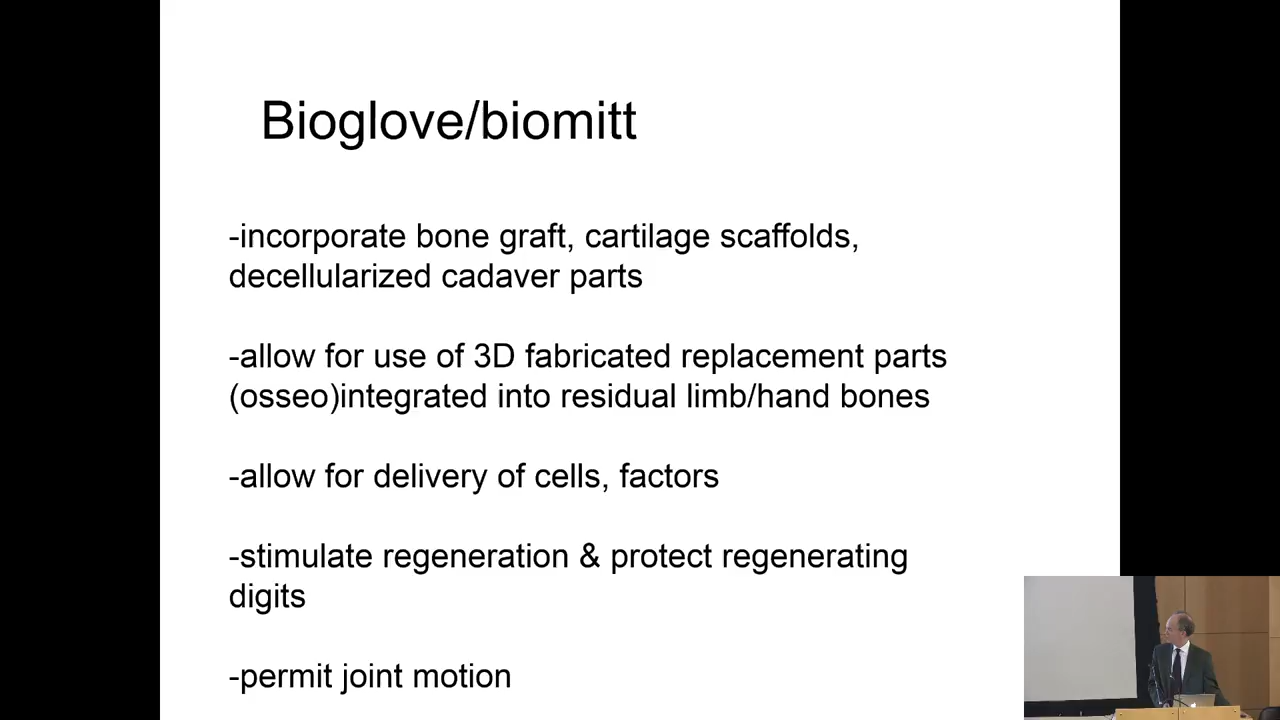 Bioglove/biomitt
-incorporate bone graft, cartilage scaffolds,
decellularized cadaver parts
-allow for use of 3D fabricated replacement parts
(osseo)integrated into residual limb/hand bones
-allow for delivery of cells, factors
-stimulate regeneration & protect regenerating
digits
-permit joint motion